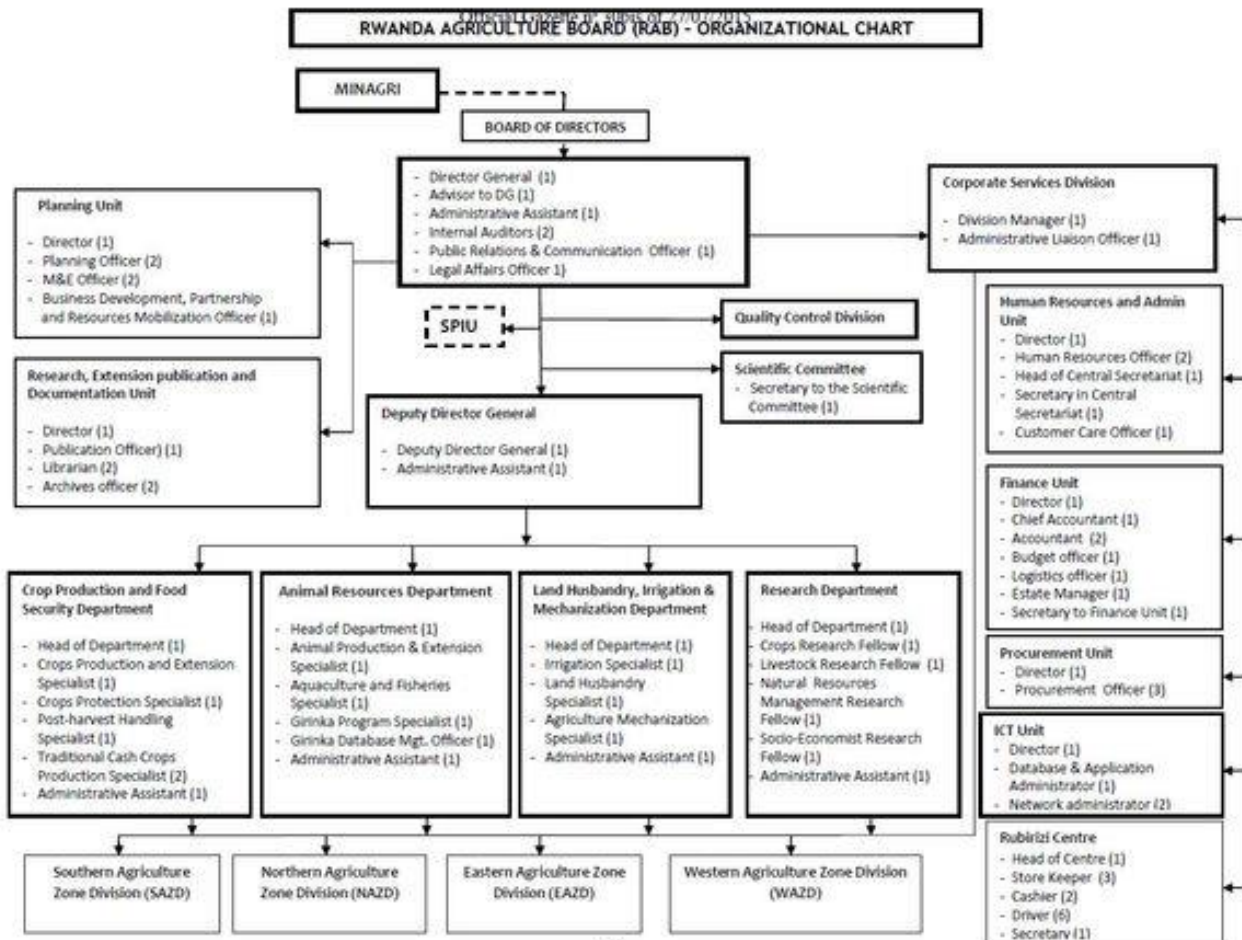 Official Gazette nº 30bis of 27/07/2015
RWANDA AGRICULTURE BOARD (RAB) - ORGANIZATIONAL CHART
MINAGRI
BOARD OF DIRECTORS
- Director General (1)
- Advisor to DG (1)
- Administrative Assistant (1)
- Internal Auditors (2)
- Public Relations & Communication Officer (1)
- Legal Affairs Officer 1)
Planning Unit
- Director (1)
- Planning Officer (2)
- M&E Officer (2)
- Business Development, Partnership
and Resources Mobilization Officer (1)
Corporate Services Division
- Division Manager (1)
- Administrative Liaison Officer (1)
SPIU
Quality Control Division
Scientific Committee
- Secretary to the Scientific
Committee (1)
Research, Extension publication and
Documentation Unit
- Director (1)
- Publication Officer) (1)
- Librarian (2)
- Archives officer (2)
Deputy Director General
- Deputy Director General (1)
- Administrative Assistant (1)
Human Resources and Admin
Unit
- Director (1)
- Human Resources Officer (2)
- Head of Central Secretariat (1)
- Secretary in Central
Secretariat (1)
- Customer Care Officer (1)
Finance Unit
- Director (1)
- Chief Accountant (1)
- Accountant (2)
- Budget officer (1)
- Logistics officer (1)
- Estate Manager (1)
- Secretary to Finance Unit (1)
Procurement Unit
- Director (1)
- Procurement Officer (3)
ICT Unit
- Director (1)
- Database & Application
Administrator (1)
- Network administrator (2)
Rubirizi Centre
- Head of Centre (1)
- Store Keeper (3)
- Cashier (2)
- Driver (6)
- Secretary (1)
Crop Production and Food
Security Department
- Head of Department (1)
- Crops Production and Extension
Specialist (1)
- Crops Protection Specialist (1)
- Post-harvest Handling
Specialist (1)
- Traditional Cash Crops
Production Specialist (2)
- Administrative Assistant (1)
Animal Resources Department
- Head of Department (1)
- Animal Production & Extension
Specialist (1)
- Aquaculture and Fisheries
Specialist (1)
- Girinka Program Specialist (1)
- Girinka Database Mgt. Officer (1)
- Administrative Assistant (1)
Land Husbandry, Irrigation &
Mechanization Department
- Head of Department (1)
- Irrigation Specialist (1)
- Land Husbandry
Specialist (1)
- Agriculture Mechanization
Specialist (1)
- Administrative Assistant (1)
Research Department
- Head of Department (1)
- Crops Research Fellow (1)
- Livestock Research Fellow (1)
- Natural Resources
Management Research
Fellow (1)
- Socio-Economist Research
Fellow (1)
- Administrative Assistant (1)
Southern Agriculture
Zone Division (SAZD)
Northern Agriculture
Zone Division (NAZD)
Eastern Agriculture Zone
Division (EAZD)
Western Agriculture Zone Division
(WAZD)